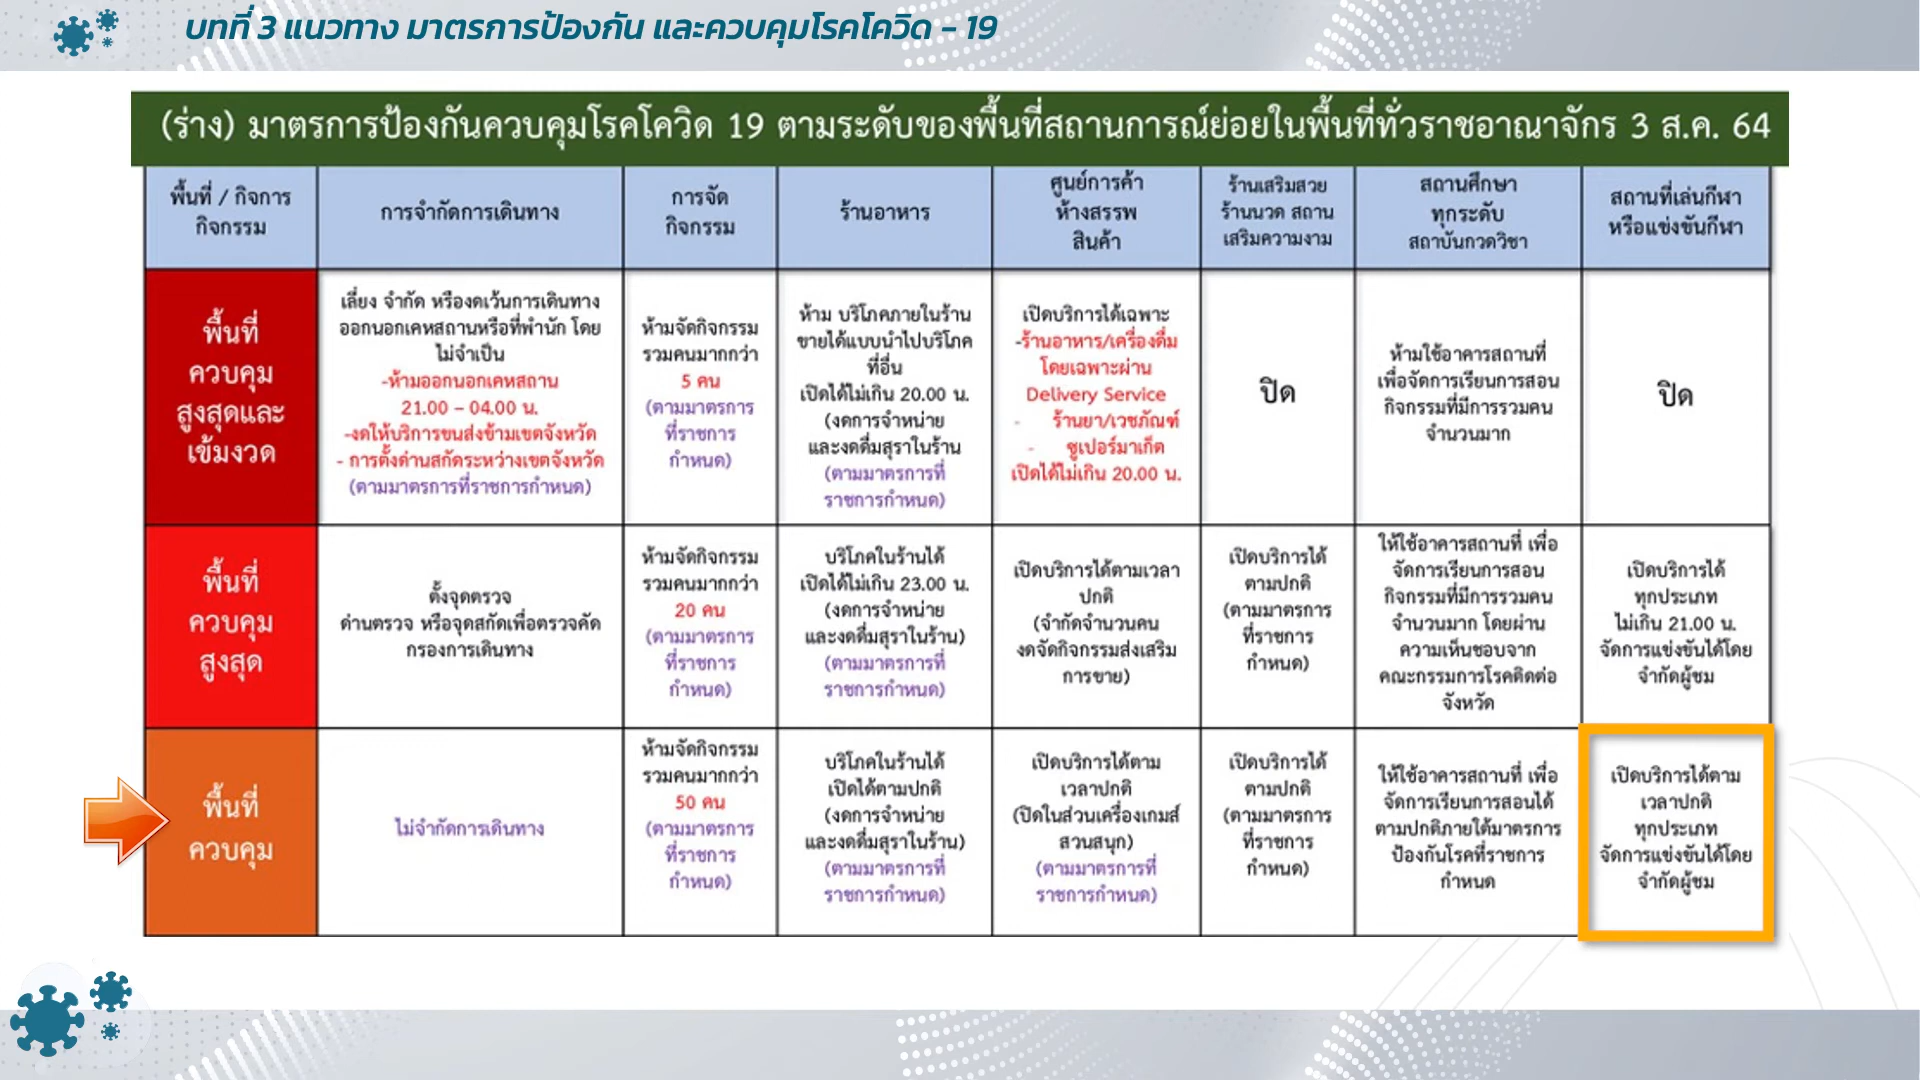 บทที่ 3 แนวทาง มาตรการป้องกัน และควบคุมโรคโควิด - 19
(ร่าง) มาตรการป้องกันควบคุมโรคโควิด 19 ตามระดับของพื้นที่สถานการณ์ย่อยในพื้นที่ทั่วราชอาณาจักร 3 ส.ค. 64
พื้นที่ / กิจการ
กิจกรรม
การจำกัดการเดินทาง
การจัด
กิจกรรม
ร้านอาหาร
ศูนย์การค้า
ห้างสรรพ
สินค้า
ร้านเสริมสวย
ร้านนวด สถาน
เสริมความงาม
สถานศึกษา
ทุกระดับ
สถาบันกวดวิชา
สถานที่เล่นกีฬา
หรือแข่งขันกีฬา
พื้นที่
ควบคุม
สูงสุดและ
เข้มงวด
เลี่ยง จำกัด หรืองดเว้นการเดินทาง
ออกนอกเคหสถานหรือที่พำนัก โดย
ไม่จำเป็น
-ห้ามออกนอกเคหสถาน
21.00 – 04.00 น.
-งดให้บริการขนส่งข้ามเขตจังหวัด
- การตั้งด่านสกัดระหว่างเขตจังหวัด
(ตามมาตรการที่ราชการกำหนด)
ห้ามจัดกิจกรรม
รวมคนมากกว่า
5 คน
(ตามมาตรการ
ที่ราชการ
กำหนด)
ห้าม บริโภคภายในร้าน
ขายได้แบบนำไปบริโภค
ที่อื่น
เปิดได้ไม่เกิน 20.00 น.
(งดการจำหน่าย
และงดดื่มสุราในร้าน
(ตามมาตรการที่
ราชการกำหนด)
เปิดบริการได้เฉพาะ
-ร้านอาหาร/เครื่องดื่ม
โดยเฉพาะผ่าน
Delivery Service
- ร้านยา/เวชภัณฑ์
- ซูเปอร์มาเก็ต
เปิดได้ไม่เกิน 20.00 น.
ปิด
ห้ามใช้อาคารสถานที่
เพื่อจัดการเรียนการสอน
กิจกรรมที่มีการรวมคน
จำนวนมาก
ปิด
พื้นที่
ควบคุม
สูงสุด
ตั้งจุดตรวจ
ด่านตรวจ หรือจุดสกัดเพื่อตรวจคัด
กรองการเดินทาง
ห้ามจัดกิจกรรม
รวมคนมากกว่า
20 คน
(ตามมาตรการ
ที่ราชการ
กำหนด)
บริโภคในร้านได้
เปิดได้ไม่เกิน 23.00 น.
(งดการจำหน่าย
และงดดื่มสุราในร้าน)
(ตามมาตรการที่
ราชการกำหนด)
เปิดบริการได้ตามเวลา
ปกติ
(จำกัดจำนวนคน
งดจัดกิจกรรมส่งเสริม
การขาย)
เปิดบริการได้
ตามปกติ
(ตามมาตรการ
ที่ราชการ
กำหนด)
ให้ใช้อาคารสถานที่ เพื่อ
จัดการเรียนการสอน
กิจกรรมที่มีการรวมคน
จำนวนมาก โดยผ่าน
ความเห็นชอบจาก
คณะกรรมการโรคติดต่อ
จังหวัด
เปิดบริการได้
ทุกประเภท
ไม่เกิน 21.00 น.
จัดการแข่งขันได้โดย
จำกัดผู้ชม
พื้นที่
ควบคุม
ไม่จำกัดการเดินทาง
ห้ามจัดกิจกรรม
รวมคนมากกว่า
50 คน
(ตามมาตรการ
ที่ราชการ
กำหนด)
บริโภคในร้านได้
เปิดได้ตามปกติ
(งดการจำหน่าย
และงดดื่มสุราในร้าน)
(ตามมาตรการที่
ราชการกำหนด)
เปิดบริการได้ตาม
เวลาปกติ
(ปิดในส่วนเครื่องเกมส์
สวนสนุก)
(ตามมาตรการที่
ราชการกำหนด)
เปิดบริการได้
ตามปกติ
(ตามมาตรการ
ที่ราชการ
กำหนด)
ให้ใช้อาคารสถานที่ เพื่อ
จัดการเรียนการสอนได้
ตามปกติภายใต้มาตรการ
ป้องกันโรคที่ราชการ
กำหนด
เปิดบริการได้ตาม
เวลาปกติ
ทุกประเภท
จัดการแข่งขันได้โดย
จำกัดผู้ชม